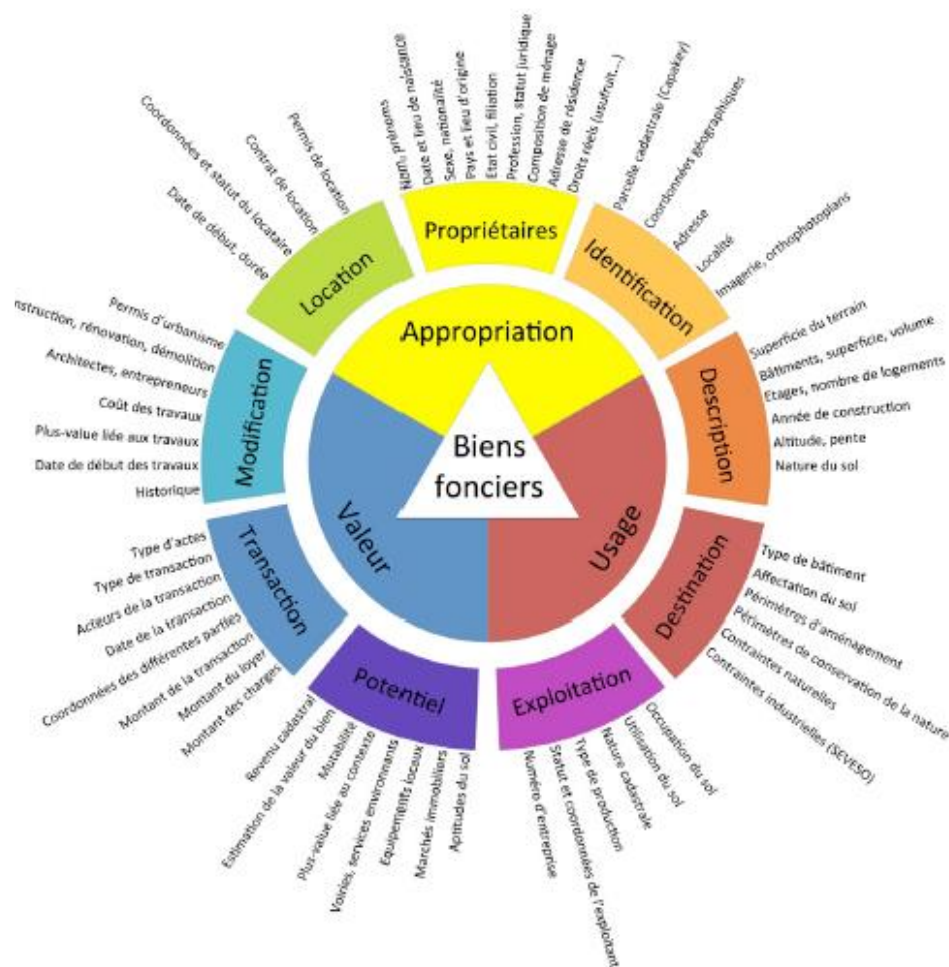 Biens
fonciers
Appropriation
Usage
Valeur
Propriétaires
Nom, prénoms
Date et lieu de naissance
Sexe, nationalité
Pays et lieu d'origine
Etat civil, filiation
Profession, statut juridique
Composition de ménage
Adresse de résidence
Droits réels (usufruit...)
Identification
Parcelle cadastrale (Capakey)
Coordonnées géographiques
Adresse
Localité
Imagerie, orthophotoplans
Description
Superficie du terrain
Bâtiments, superficie, volume
Etages, nombre de logements
Année de construction
Altitude, pente
Nature du sol
Destination
Type de bâtiment
Affectation du sol
Périmètres d'aménagement
Périmètres de conservation de la nature
Contraintes naturelles
Contraintes industrielles (SEVESO)
Exploitation
Occupation du sol
Utilisation du sol
Nature cadastrale
Type de production
Statut et coordonnées de l'exploitant
Numéro d'entreprise
Potentiel
Aptitudes du sol
Marchés immobiliers
Equipements locaux
Voiries, services environnants
Plus-value liée au contexte
Mutabilité
Estimation de la valeur du bien
Revenu cadastral
Transaction
Montant des charges
Montant du loyer
Montant de la transaction
Coordonnées des différentes parties
Date de la transaction
Acteurs de la transaction
Type de transaction
Type d'actes
Modification
Historique
Date de début des travaux
Plus-value liée aux travaux
Coût des travaux
Architectes, entrepreneurs
nstruction, rénovation, démolition
Permis d'urbanisme
Location
Date de début, durée
Coordonnées et statut du locataire
Contrat de location
Permis de location